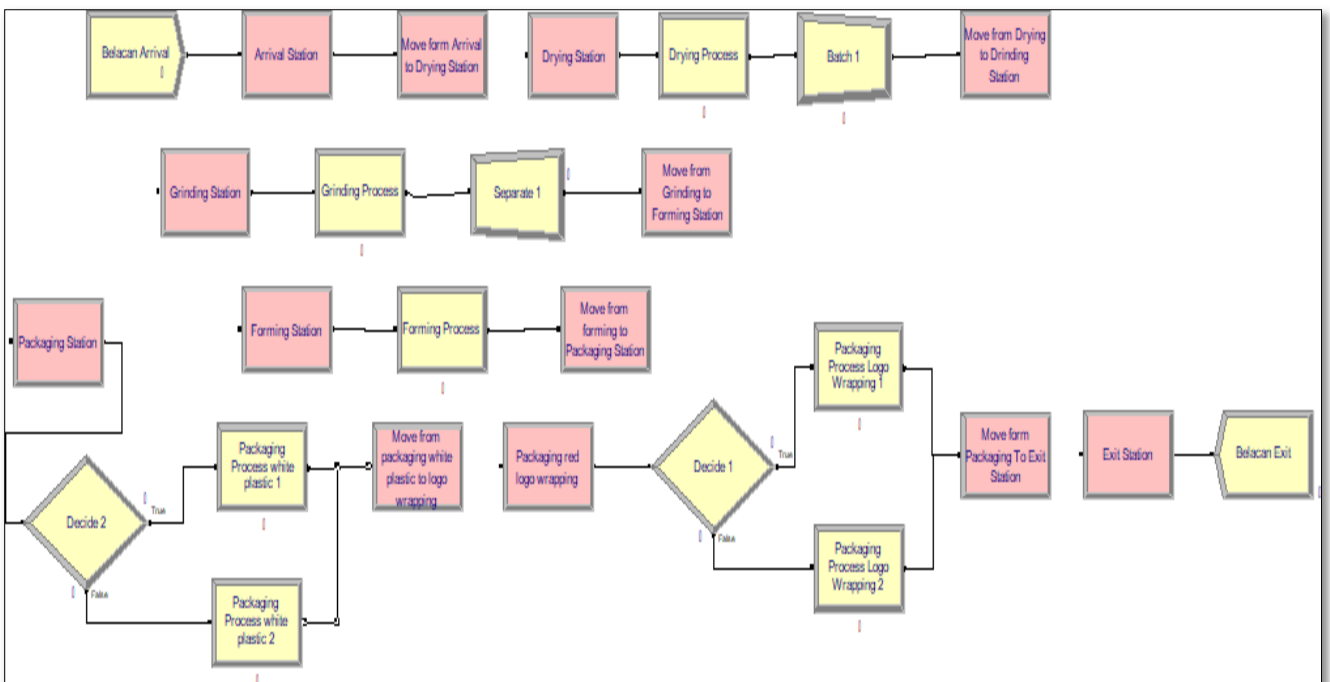 Belacan Arrival
Arrival Station
Move form Arrival
to Drying Station
Drying Station
Drying Process
Batch 1
Move from Drying
to Drinding
Station
Grinding Station
Grinding Process
Separate 1
Move from
Grinding to
Forming Station
Packaging Station
Forming Station
Forming Process
Move from
forming to
Packaging Station
Decide 2
True
False
Packaging
Process white
plastic 1
Packaging
Process white
plastic 2
Move from
packaging white
plastic to logo
wrapping
Packaging red
logo wrapping
Decide 1
True
False
Packaging
Process Logo
Wrapping 1
Packaging
Process Logo
Wrapping 2
Move form
Packaging To Exit
Station
Exit Station
Belacan Exit